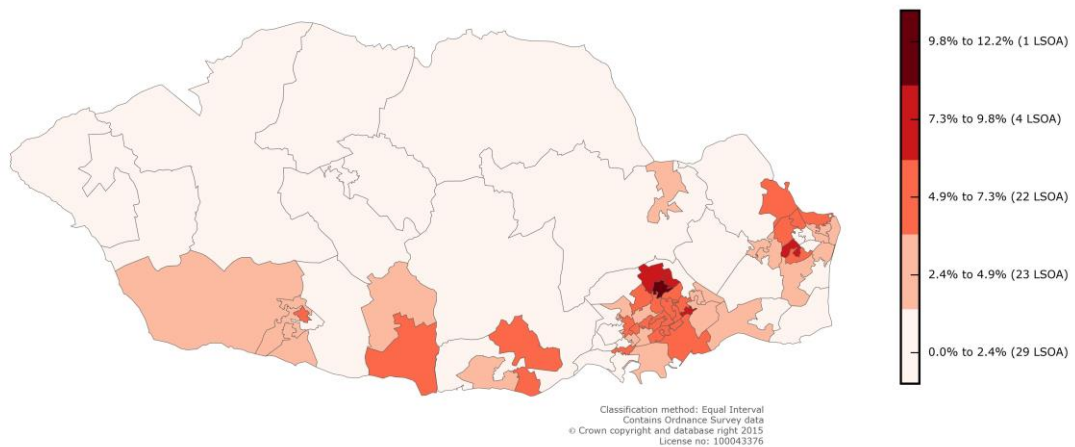 9.8% to 12.2% (1 LSOA)
7.3% to 9.8% (4 LSOA)
4.9% to 7.3% (22 LSOA)
2.4% to 4.9% (23 LSOA)
0.0% to 2.4% (29 LSOA)
Classification method: Equal Interval
Contains Ordnance Survey data
© Crown copyright and database right 2015
License no: 100043376